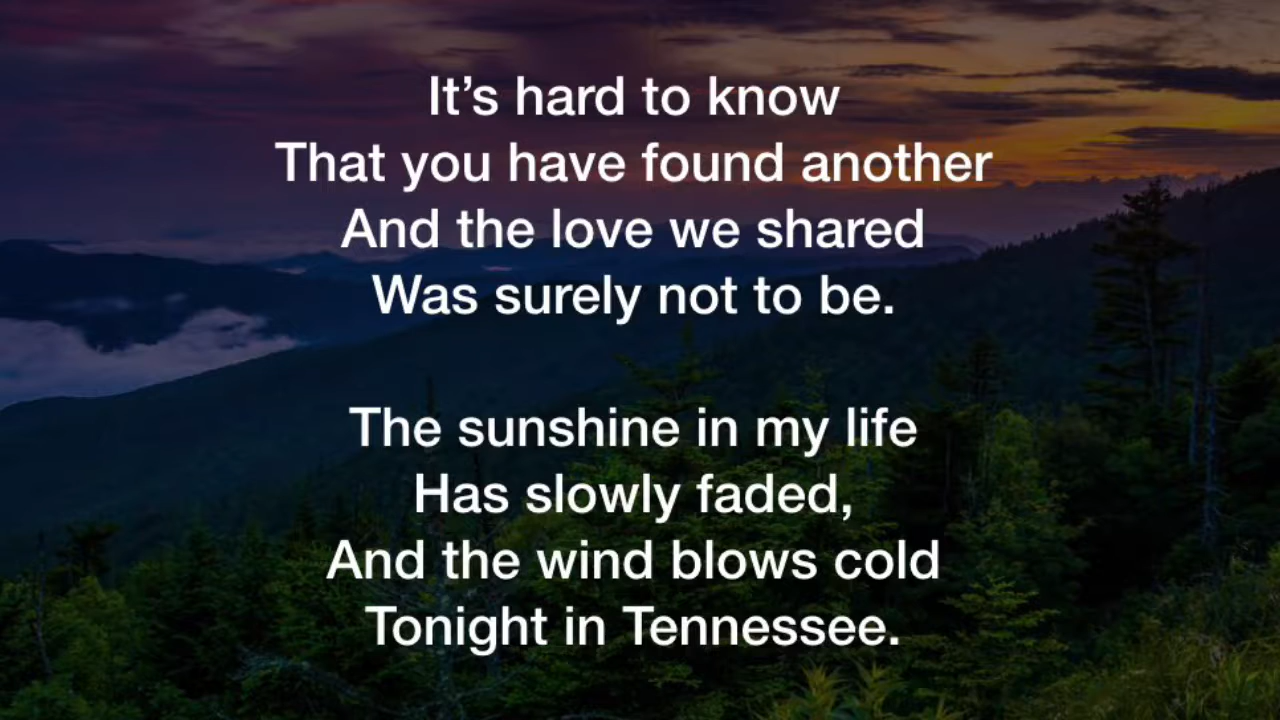 It’s hard to know
That you have found another
And the love we shared
Was surely not to be.
The sunshine in my life
Has slowly faded,
And the wind blows cold
Tonight in Tennessee.